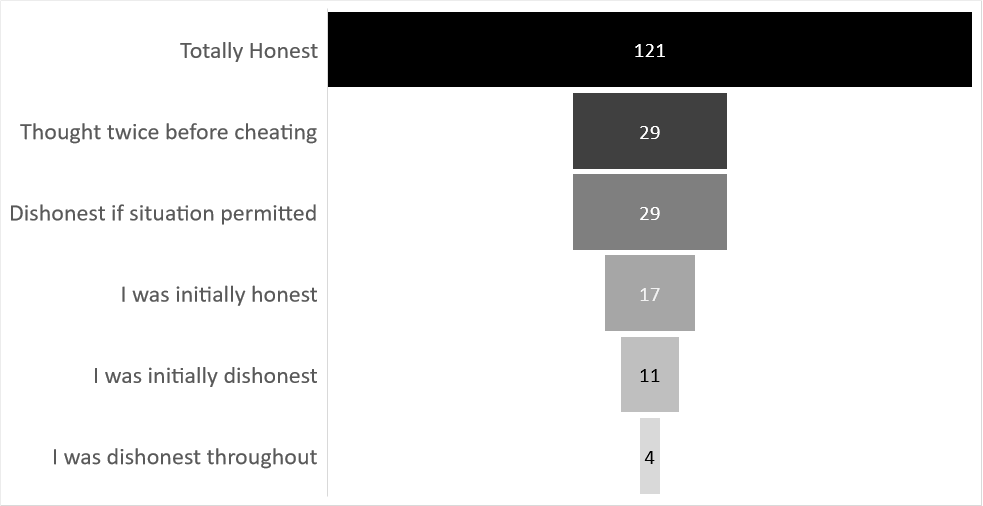 Totally Honest 121
Thought twice before cheating 29
Dishonest if situation permitted 29
I was initially honest 17
I was initially dishonest 11
I was dishonest throughout 4